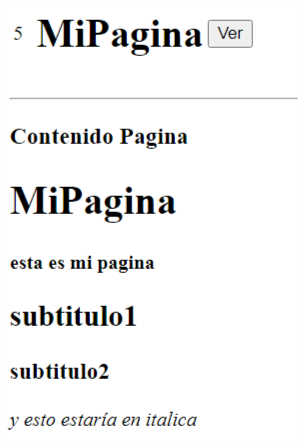 5 MiPagina Ver
Contenido Pagina
MiPagina
esta es mi pagina
subtitulo1
subtitulo2
y esto estaría en italica